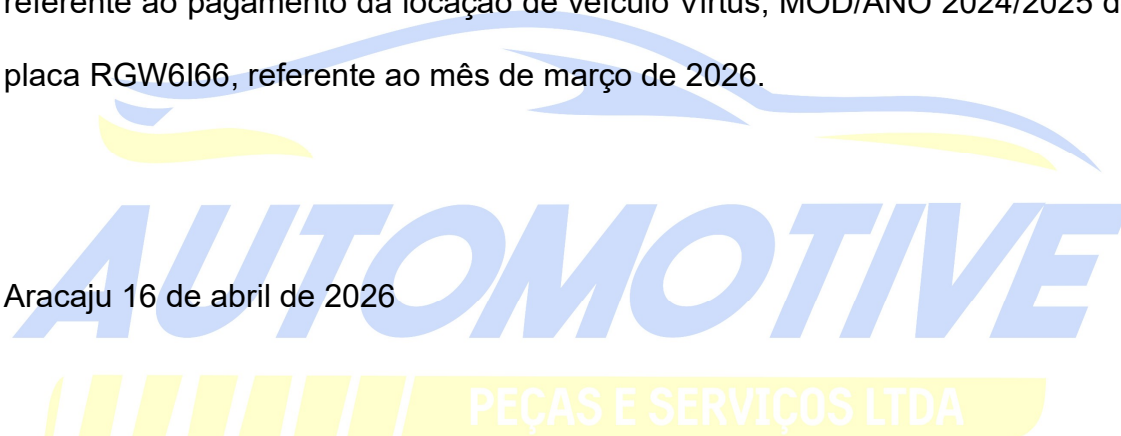 referente ao pagamento da locação de veículo Virtus, MOD/ANO 2024/2025 d
placa RGW6I66, referente ao mês de março de 2026.
AUTOMOTIVE
Aracaju 16 de abril de 2026
PEÇAS E SERVIÇOS LTDA